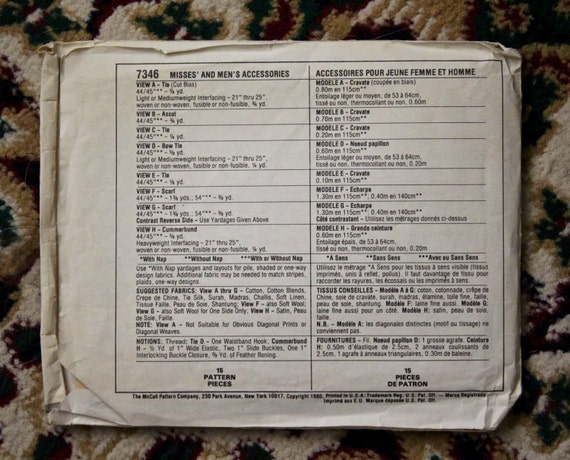 7346 MISSES' AND MEN'S ACCESSORIES
VIEW A - Tie (Cut Bias)
44/45"** - ⅞ yd.
Light or Mediumweight Interfacing - 21" thru 25",
woven or non-woven, fusible or non-fusible, ¾ yd.
VIEW B - Ascot
44/45"** - ¾ yd.
VIEW C - Tie
44/45"** - ¼ yd.
VIEW D - Bow Tie
Light or Mediumweight Interfacing - 21" thru 25",
woven or non-woven, fusible or non-fusible,
VIEW E - Tie
44/45"** - ⅛ yd.
VIEW F - Scarf
44/45"** - 1⅜ yds.; 54"** - ⅜ yd.
VIEW G - Scarf
44/45"** - 1⅜ yds.; 54"** - ⅜ yd.
Contrast Reverse Side - Use Yardages Given Above
VIEW H - Cummerbund
44/45"** - ⅝ yd.
Heavyweight Interfacing - 21" thru 25",
woven or non-woven, fusible or non-fusible,
*With Nap **Without Nap ***With or Without Nap
Use *With Nap yardages and layouts for pile, shaded or one-way
design fabrics. Additional fabric may be needed to match stripes,
plaids, one-way designs.
SUGGESTED FABRICS: View A thru G - Cotton, Cotton Blends,
Crepe de Chine, Tie Silk, Surah, Madras, Challis, Soft Linen,
Tissue Faille, Peau de Soie, Shantung; View F - also Soft Wool;
View G - also Soft Wool for One Side Only; View H - Satin, Peau
de Soie, Faille.
NOTE: View A - Not Suitable for Obvious Diagonal Prints or
Diagonal Weaves.
NOTIONS: Thread; Tie D - One Waistband Hook; Cummerbund
H - ⅝ Yd. of 1" Wide Elastic, Two 1" Slide Buckles, One 1"
Interlocking Buckle Closure, ⅜ Yd. of Feather Boning.
15
PATTERN
PIECES
ACCESSOIRES POUR JEUNE FEMME ET HOMME
MODELE A - Cravate (coupée en biais)
0.80m en 115cm**
Entoilage léger ou moyen, de 53 à 64cm,
tissé ou non, thermocollant ou non, 0.60m
MODELE B - Cravate
0.70m en 115cm**
MODELE C - Cravate
0.20m en 115cm**
MODELE D - Noeud papillon
0.60m en 115cm**
Entoilage léger ou moyen, de 53 à 64cm,
tissé ou non, thermocollant ou non, 0.20m
MODELE E - Cravate
0.10m en 115cm**
MODELE F - Echarpe
1.30m en 115cm**; 0.40m en 140cm**
MODELE G - Echarpe
1.30m en 115cm**; 0.40m en 140cm**
Côté contrastant - Utilisez les métrages donnés ci-dessus
MODELE H - Grande ceinture
0.60m en 115cm**
Entoilage épais, de 53 à 64cm,
tissé ou non, thermocollant ou non, 0.20m
*A Sens **Sans Sens ***Avec ou Sans Sens
Utilisez le métrage *A Sens pour les tissus à sens visible (tissus
imprimés, unis à reflet, poilus). Il faut davantage de tissu pour
raccorder les rayures, les écossais ou les imprimés à sens.
TISSUS CONSEILLES - Modèle A à G: coton, cotonnade, crêpe de
Chine, soie de cravate, surah, madras, étamine, toile fine, faille,
peau de soie, shantung. Modèle F: laine fine aussi. Modèle G:
laine fine aussi pour un côté. Modèle H: satin, peau de soie,
faille.
N.B. - Modèle A: les diagonales distinctes (motif ou tissage) ne
conviennent pas.
FOURNITURES - Fil. Noeud papillon D: 1 grosse agrafe. Ceinture
H: 0.50m d'élastique de 2.5cm, 2 anneaux coulissants de
2.5cm, 1 agrafe à anneaux triangulaires, 0.30m de baleine.
15
PIECES
DE PATRON
The McCall Pattern Company, 230 Park Avenue, New York 10017, Copyright 1980, Printed in U.S.A. Trademark Reg. U.S.A. - Marca Registrada
Imprimé aux E.U. Marque déposée aux E.U.